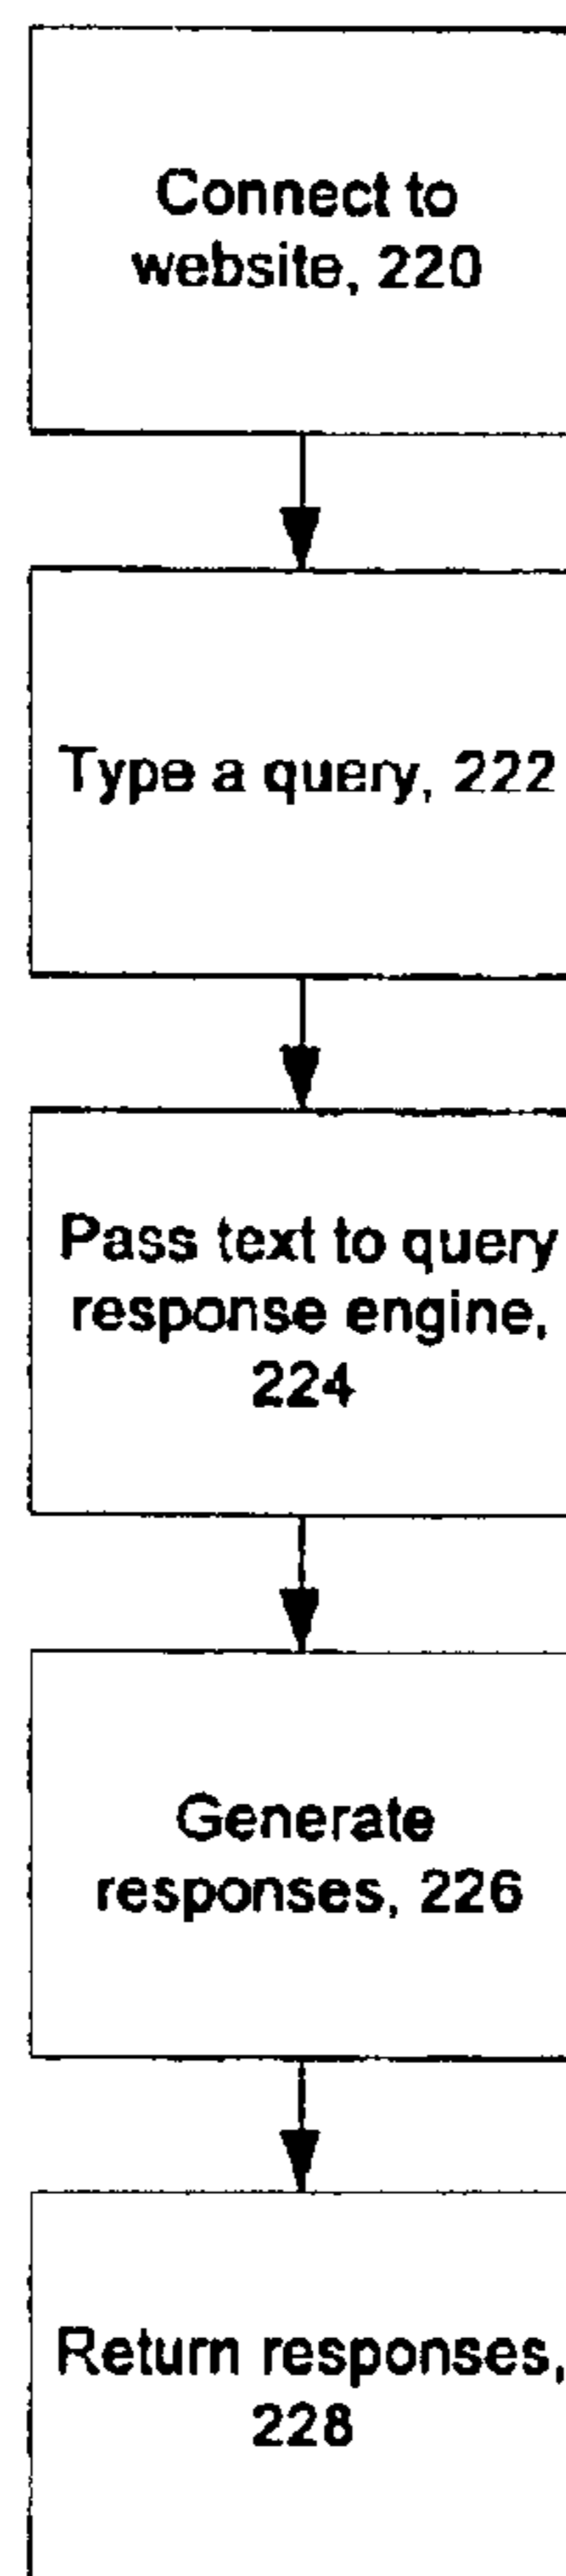 Connect to
website, 220
Type a query, 222
Pass text to query
response engine,
224
Generate
responses, 226
Return responses,
228